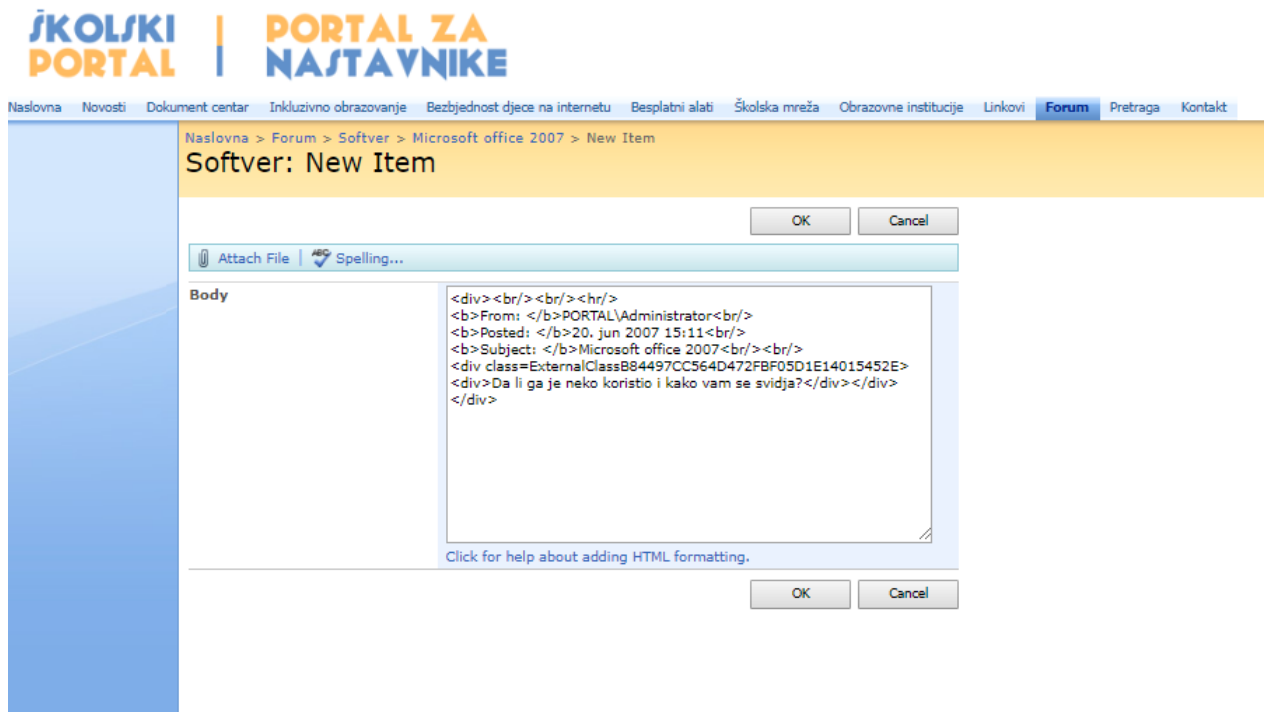 ŠKOLSKI PORTAL | PORTAL ZA NASTAVNIKE
Naslovna Novosti Dokument centar Inkluzivno obrazovanje Bezbjednost djece na internetu Besplatni alati Školska mreža Obrazovne institucije Linkovi Forum Pretraga Kontakt
Naslovna > Forum > Softver > Microsoft office 2007 > New Item
Softver: New Item
OK Cancel
Attach File | ABC Spelling...
Body
<div><br/><br/><hr/>
<b>From: </b>PORTAL\Administrator<br/>
<b>Posted: </b>20. jun 2007 15:11<br/>
<b>Subject: </b>Microsoft office 2007<br/><br/>
<div class=ExternalClassB84497CC564D472FBF05D1E14015452E>
<div>Da li ga je neko koristio i kako vam se svidja?</div></div>
</div>
Click for help about adding HTML formatting.
OK Cancel